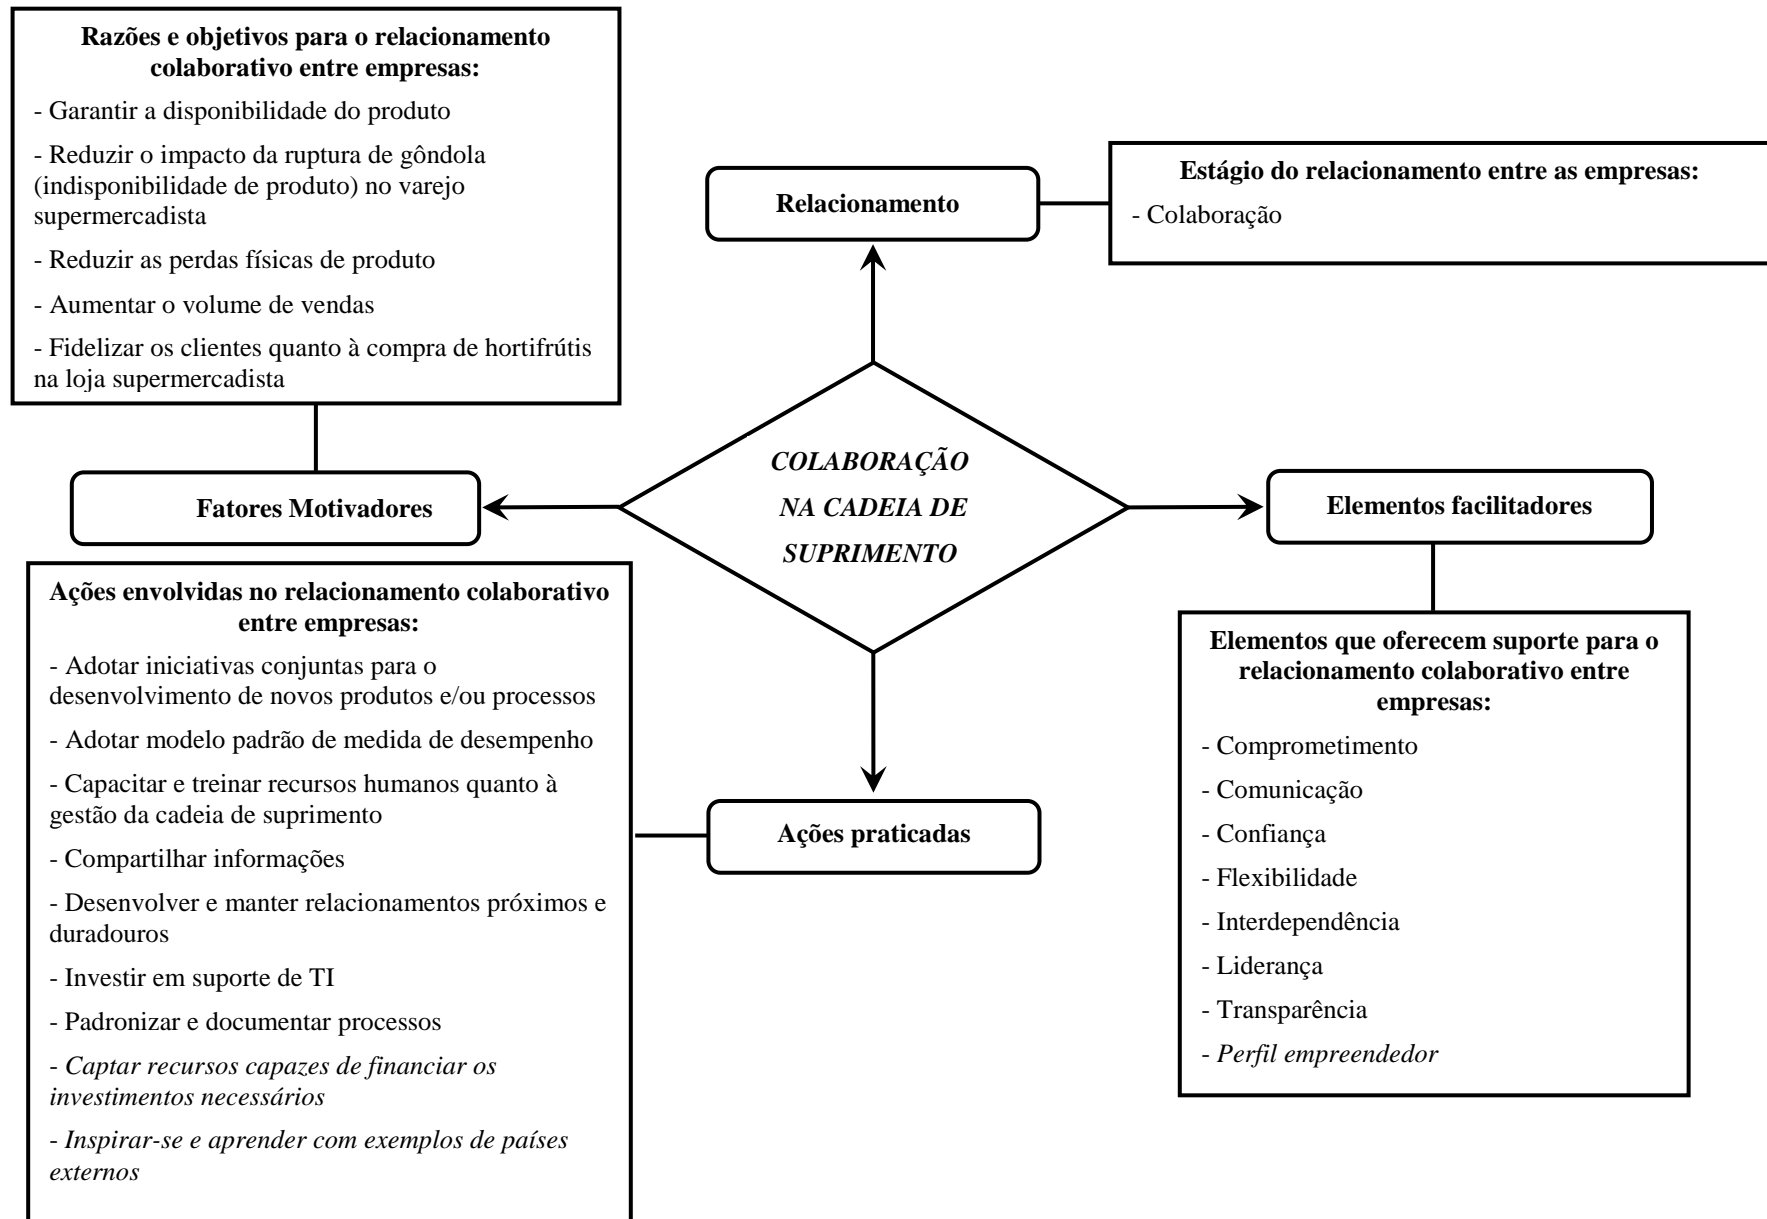 Razões e objetivos para o relacionamento
colaborativo entre empresas:
- Garantir a disponibilidade do produto
- Reduzir o impacto da ruptura de gôndola
(indisponibilidade de produto) no varejo
supermercadista
- Reduzir as perdas físicas de produto
- Aumentar o volume de vendas
- Fidelizar os clientes quanto à compra de hortifrútis
na loja supermercadista
Relacionamento
Estágio do relacionamento entre as empresas:
- Colaboração
Fatores Motivadores
COLABORAÇÃO
NA CADEIA DE
SUPRIMENTO
Elementos facilitadores
Ações envolvidas no relacionamento colaborativo
entre empresas:
- Adotar iniciativas conjuntas para o
desenvolvimento de novos produtos e/ou processos
- Adotar modelo padrão de medida de desempenho
- Capacitar e treinar recursos humanos quanto à
gestão da cadeia de suprimento
- Compartilhar informações
- Desenvolver e manter relacionamentos próximos e
duradouros
- Investir em suporte de TI
- Padronizar e documentar processos
- Captar recursos capazes de financiar os
investimentos necessários
- Inspirar-se e aprender com exemplos de países
externos
Ações praticadas
Elementos que oferecem suporte para o
relacionamento colaborativo entre
empresas:
- Comprometimento
- Comunicação
- Confiança
- Flexibilidade
- Interdependência
- Liderança
- Transparência
- Perfil empreendedor